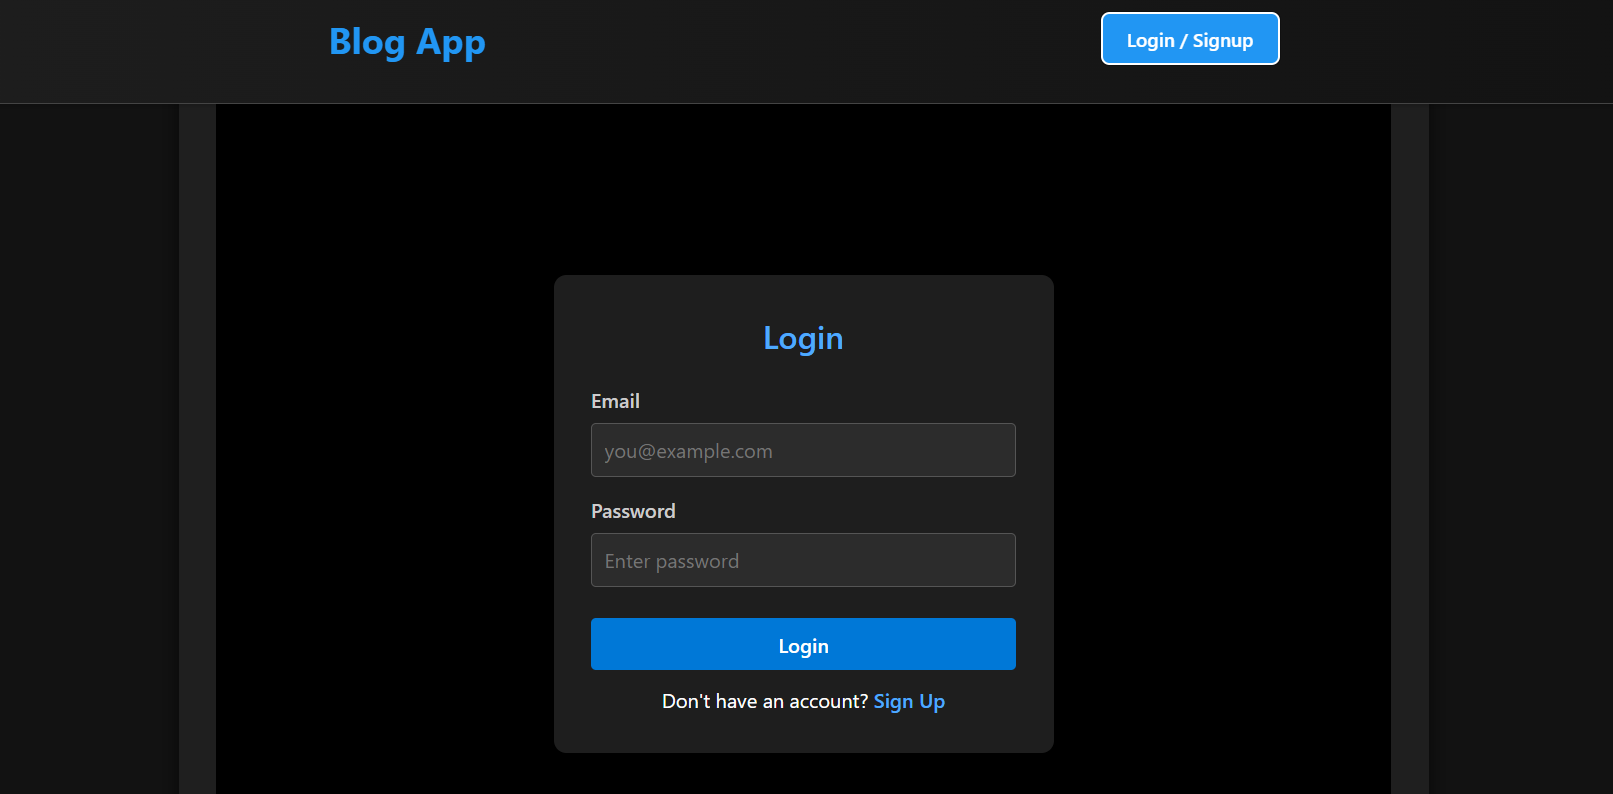 Blog App
Login / Signup
Login
Email
you@example.com
Password
Enter password
Login
Don't have an account? Sign Up